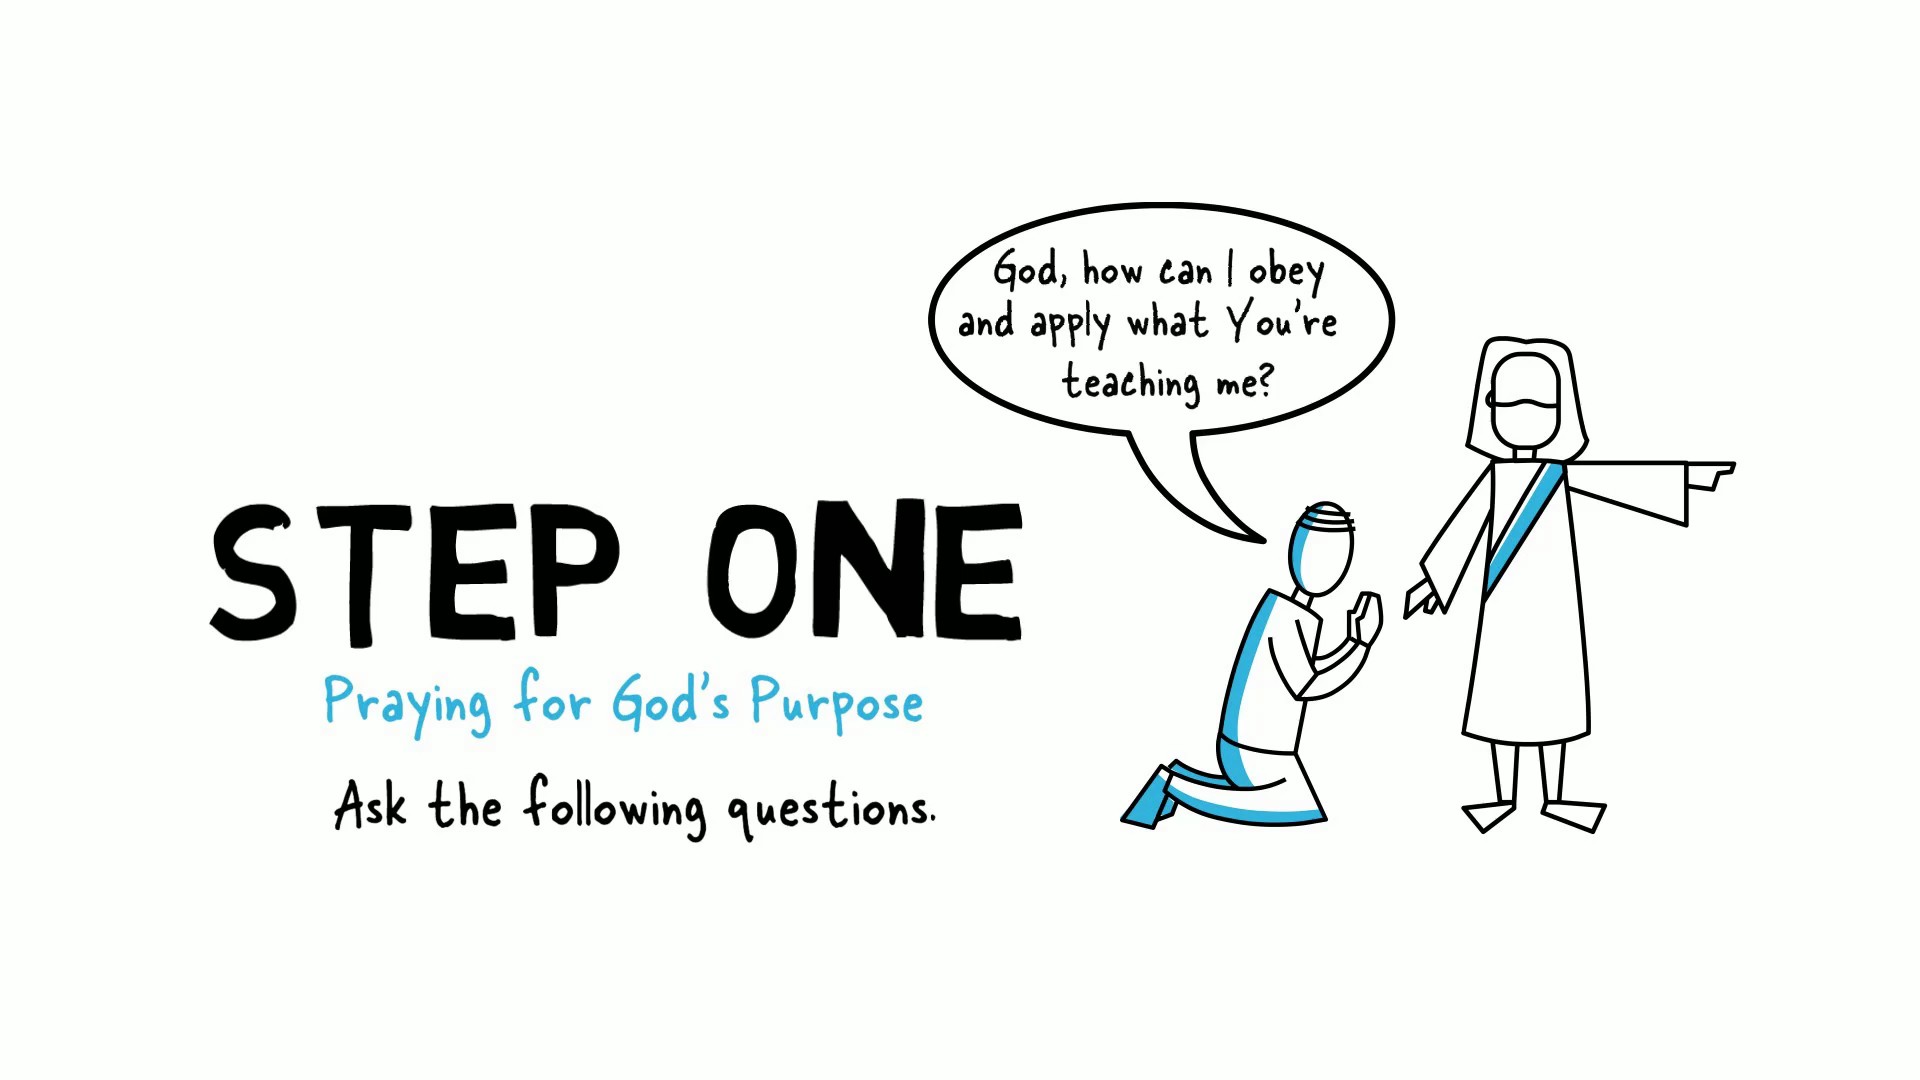 God, how can I obey
and apply what You're
teaching me?
STEP ONE
Praying for God's Purpose
Ask the following questions.